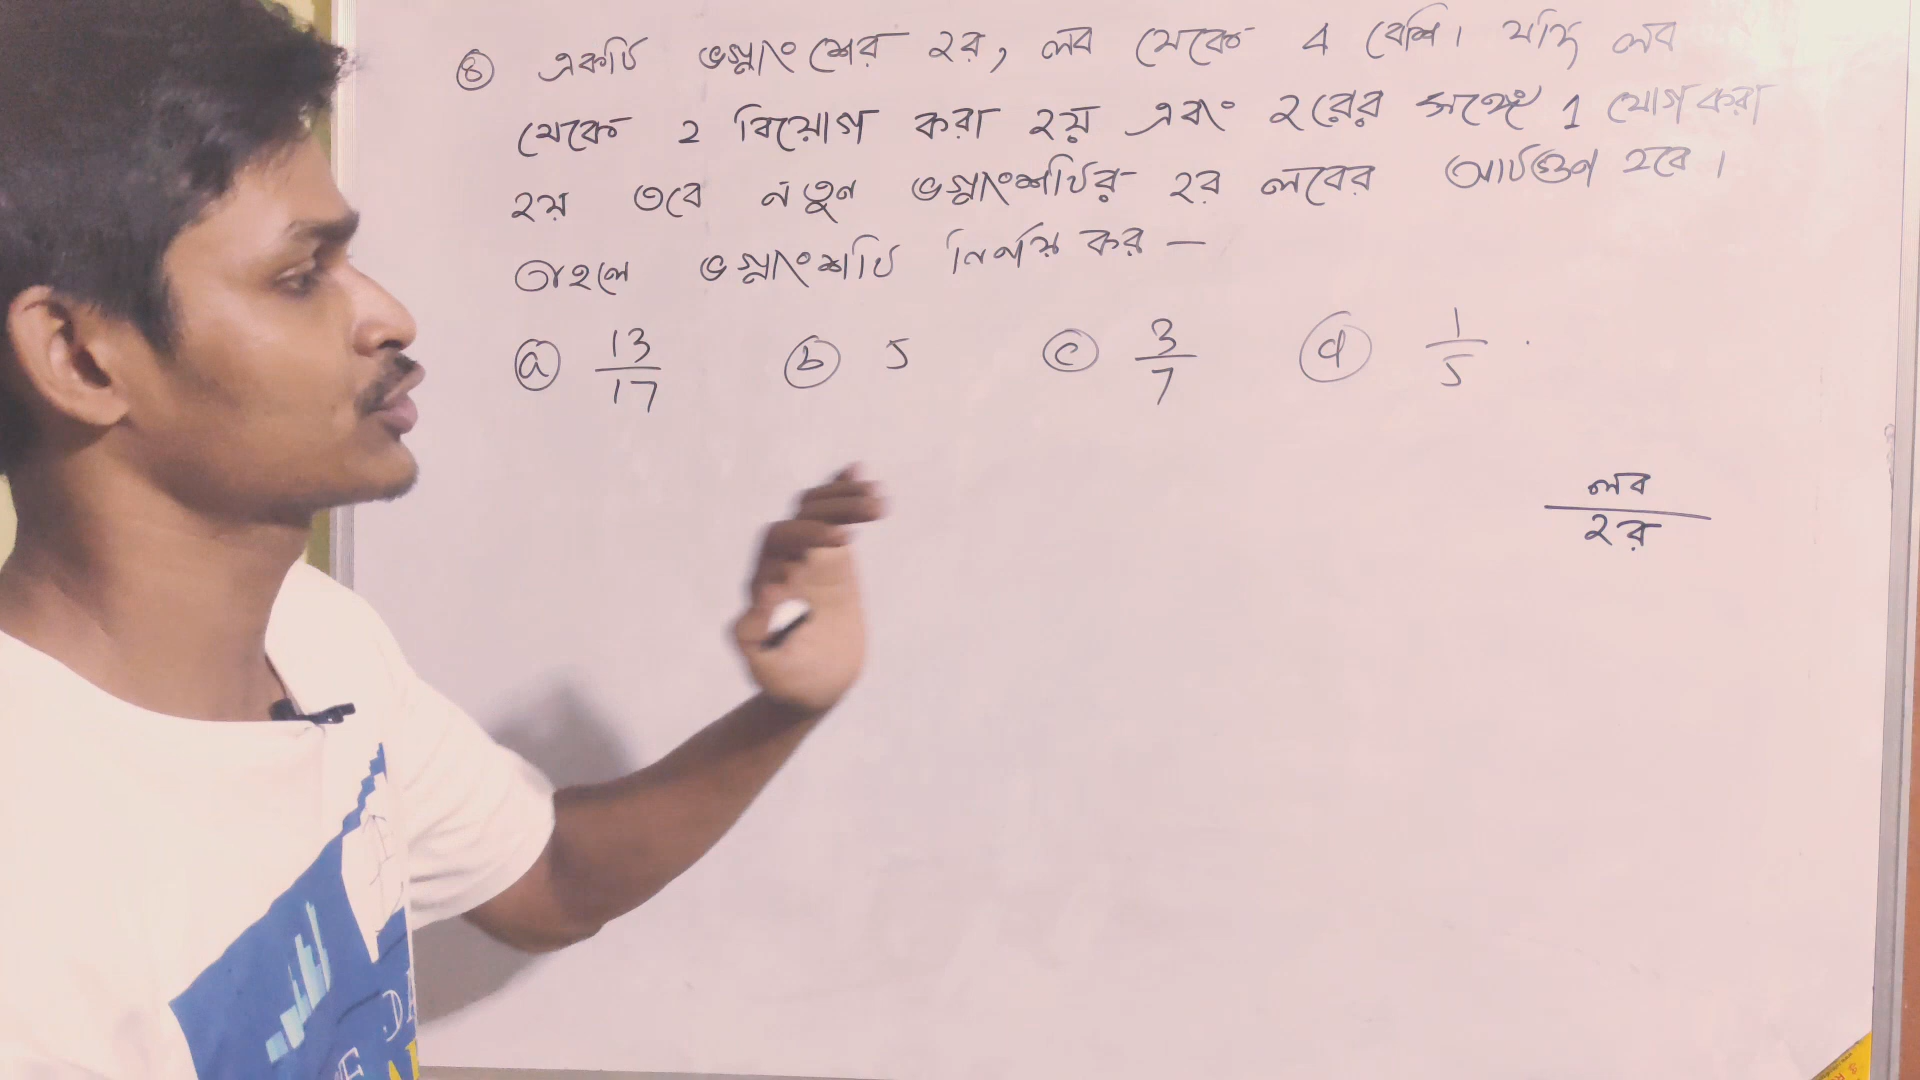 ৪ একটি ভগ্নাংশের হর, লব থেকে 4 বেশি। যদি লব
থেকে 2 বিয়োগ করা হয় এবং হরের সঙ্গে 1 যোগ করা
হয় তবে নতুন ভগ্নাংশটির হর লবের আটগুণ হবে।
তাহলে ভগ্নাংশটি নির্ণয় কর —
ⓐ 13/17 ⓑ 5 ⓒ 3/7 ⓓ 1/5
লব
হর